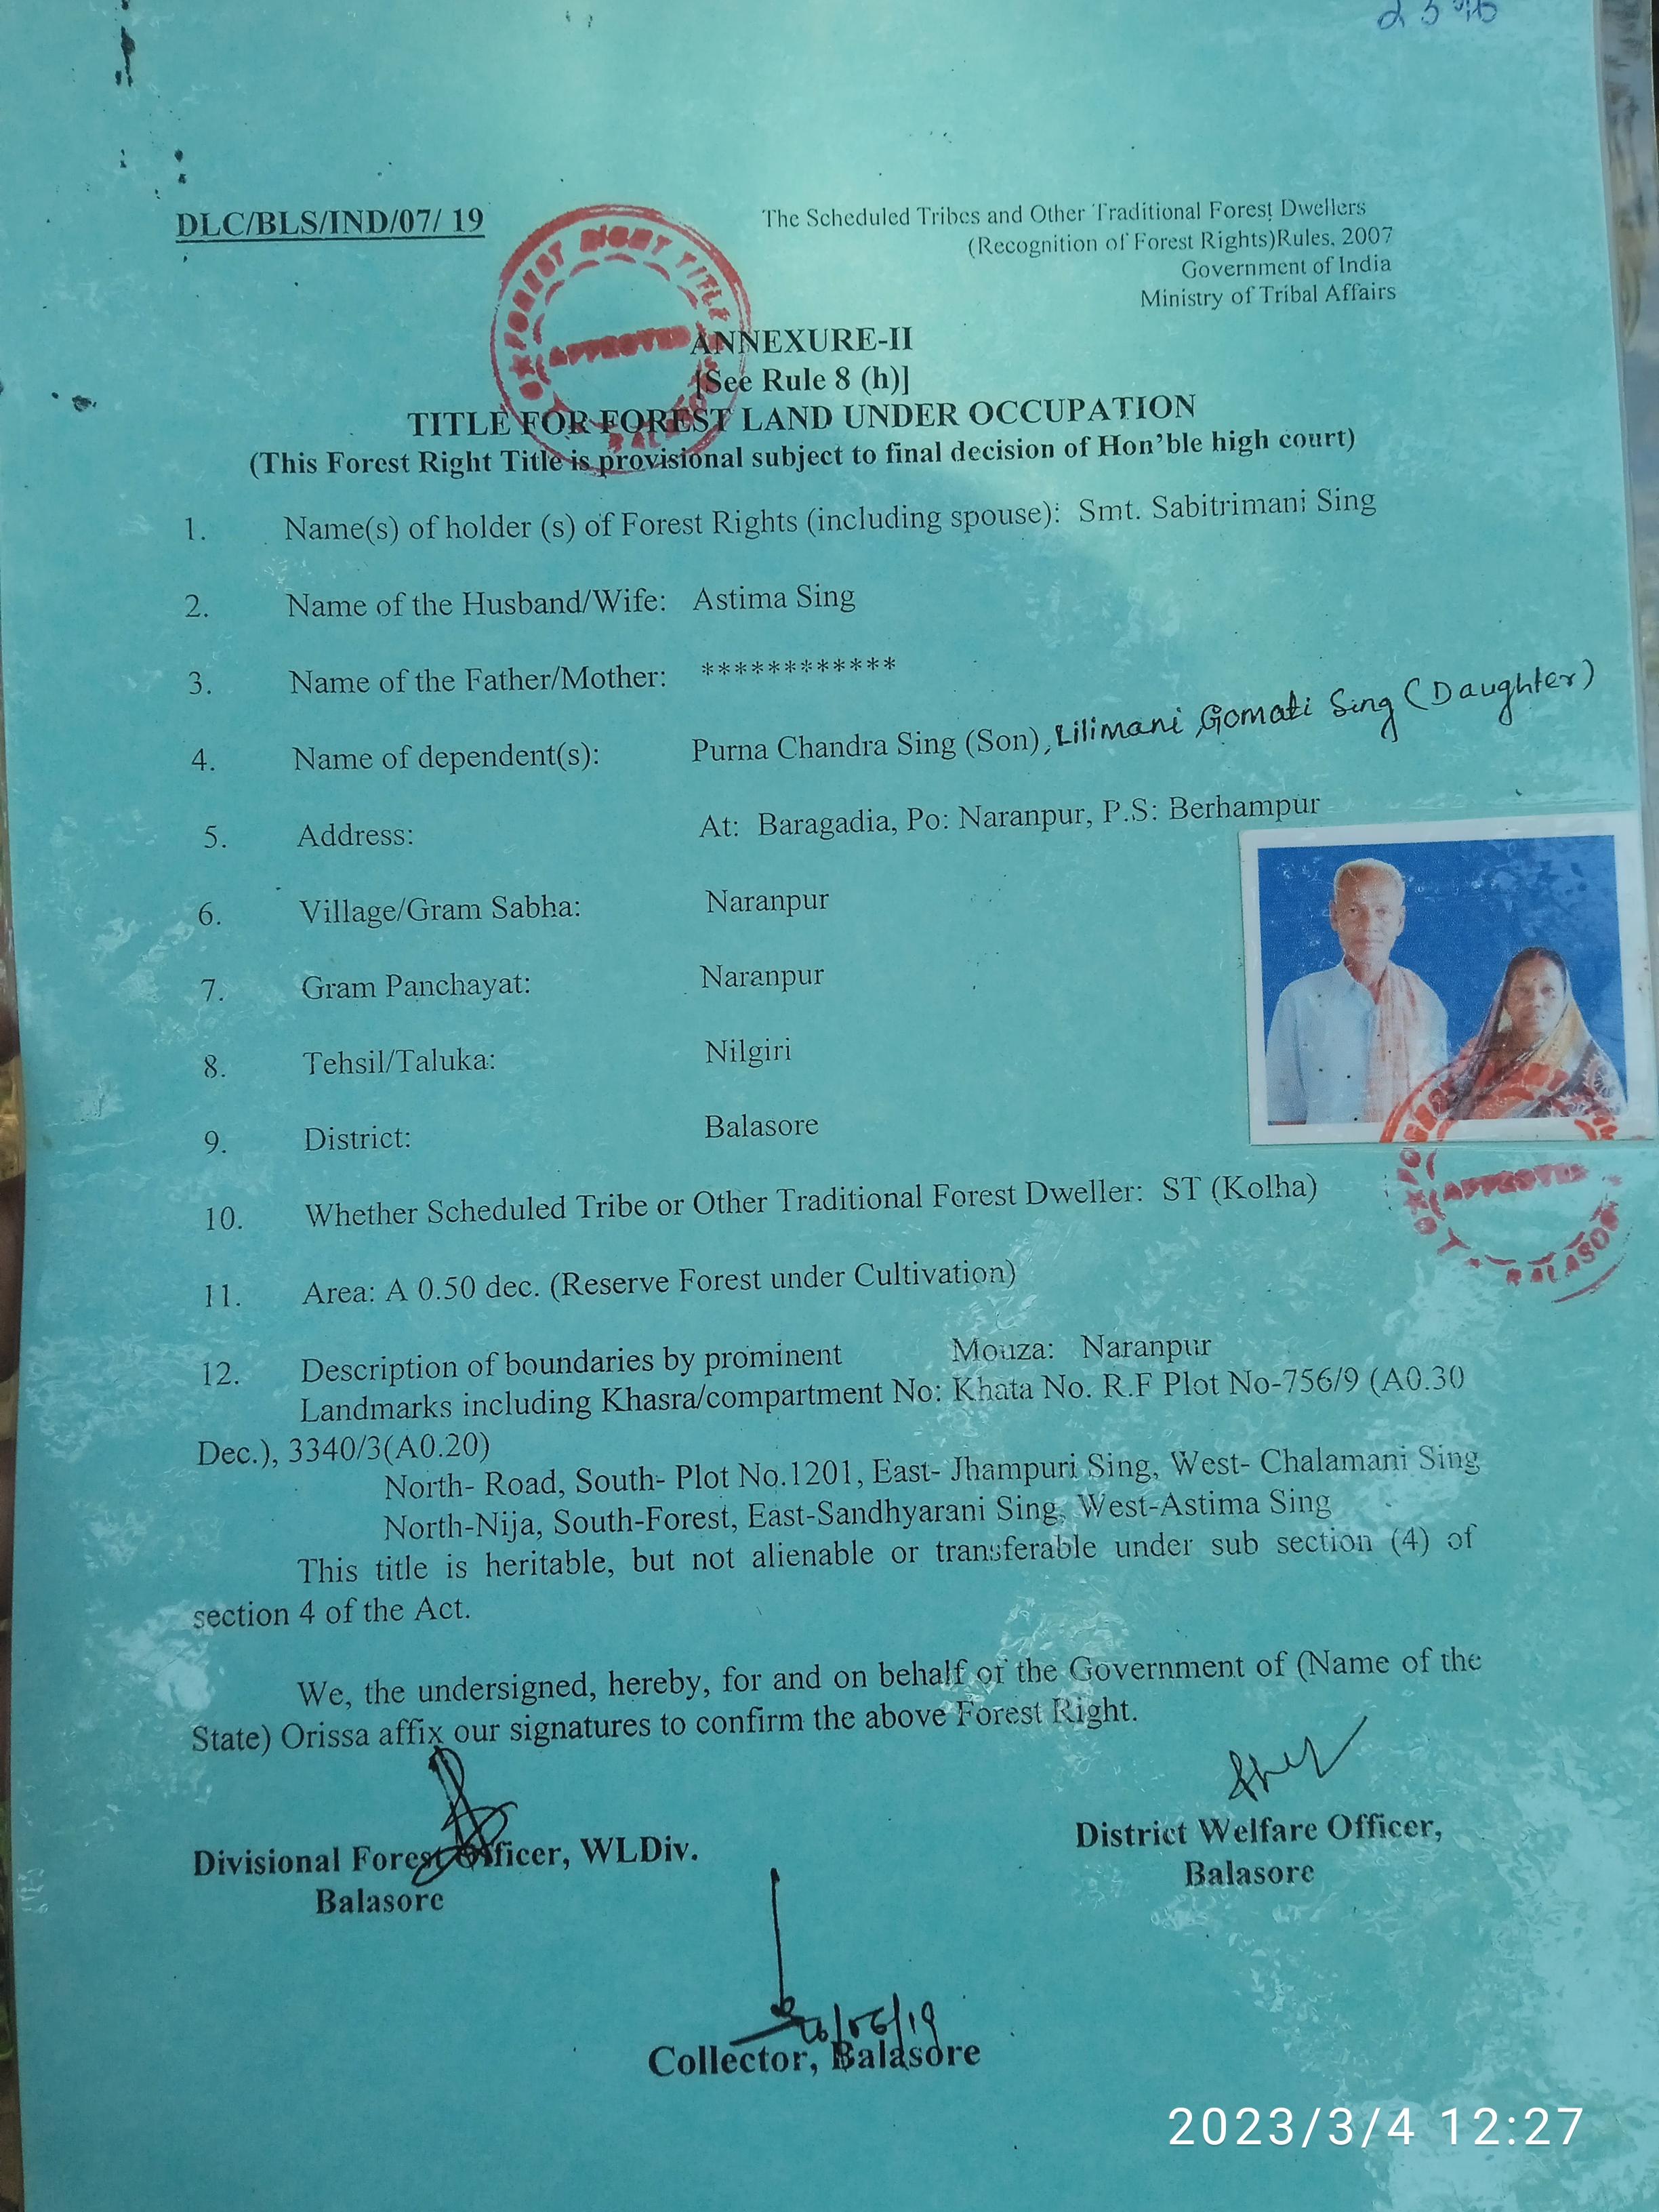 DLC/BLS/IND/07/ 19
The Scheduled Tribes and Other Traditional Forest Dwellers
(Recognition of Forest Rights)Rules, 2007
Government of India
Ministry of Tribal Affairs
FOREST RIGHT TITLE
APPROVED
ANNEXURE-II
[See Rule 8 (h)]
TITLE FOR FOREST LAND UNDER OCCUPATION
(This Forest Right Title is provisional subject to final decision of Hon'ble high court)
1. Name(s) of holder (s) of Forest Rights (including spouse): Smt. Sabitrimani Sing
2. Name of the Husband/Wife: Astima Sing
3. Name of the Father/Mother: ************
4. Name of dependent(s): Purna Chandra Sing (Son), Lilimani Gomati Sing (Daughter)
5. Address: At: Baragadia, Po: Naranpur, P.S: Berhampur
6. Village/Gram Sabha: Naranpur
7. Gram Panchayat: Naranpur
8. Tehsil/Taluka: Nilgiri
9. District: Balasore
10. Whether Scheduled Tribe or Other Traditional Forest Dweller: ST (Kolha)
APPROVED
BALASOR
11. Area: A 0.50 dec. (Reserve Forest under Cultivation)
12. Description of boundaries by prominent Mouza: Naranpur
Landmarks including Khasra/compartment No: Khata No. R.F Plot No-756/9 (A0.30
Dec.), 3340/3(A0.20)
North- Road, South- Plot No.1201, East- Jhampuri Sing, West- Chalamani Sing
North-Nija, South-Forest, East-Sandhyarani Sing, West-Astima Sing
This title is heritable, but not alienable or transferable under sub section (4) of
section 4 of the Act.
We, the undersigned, hereby, for and on behalf of the Government of (Name of the
State) Orissa affix our signatures to confirm the above Forest Right.
Divisional Forest Officer, WLDiv.
Balasore
District Welfare Officer,
Balasore
Collector, Balasore
2023/3/4 12:27